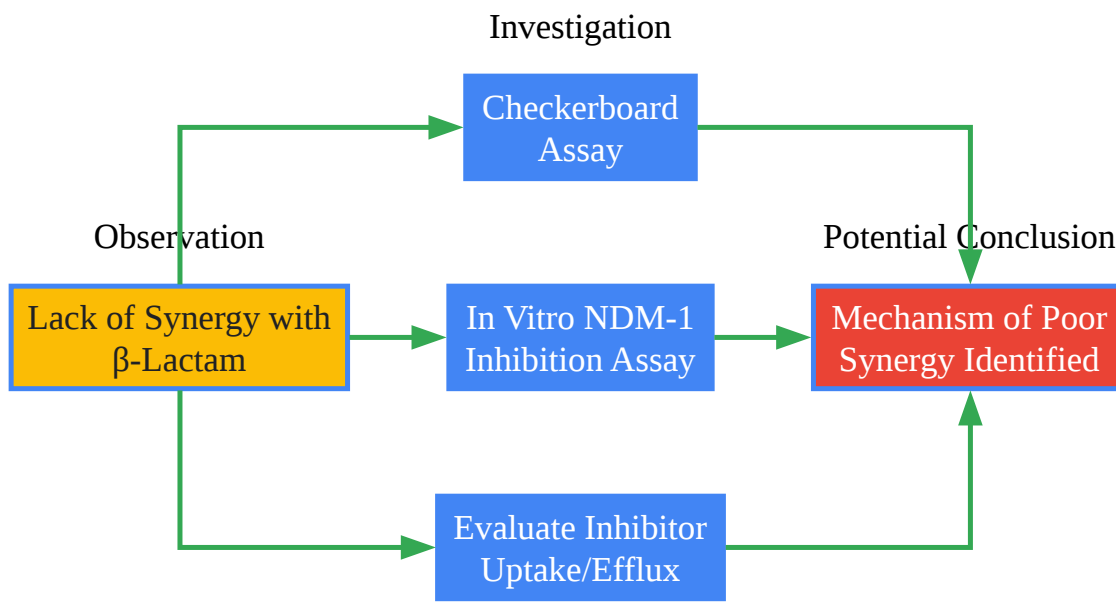 Investigation
Checkerboard
Assay
Observation
Potential Conclusion
Lack of Synergy with
β-Lactam
In Vitro NDM-1
Inhibition Assay
Mechanism of Poor
Synergy Identified
Evaluate Inhibitor
Uptake/Efflux